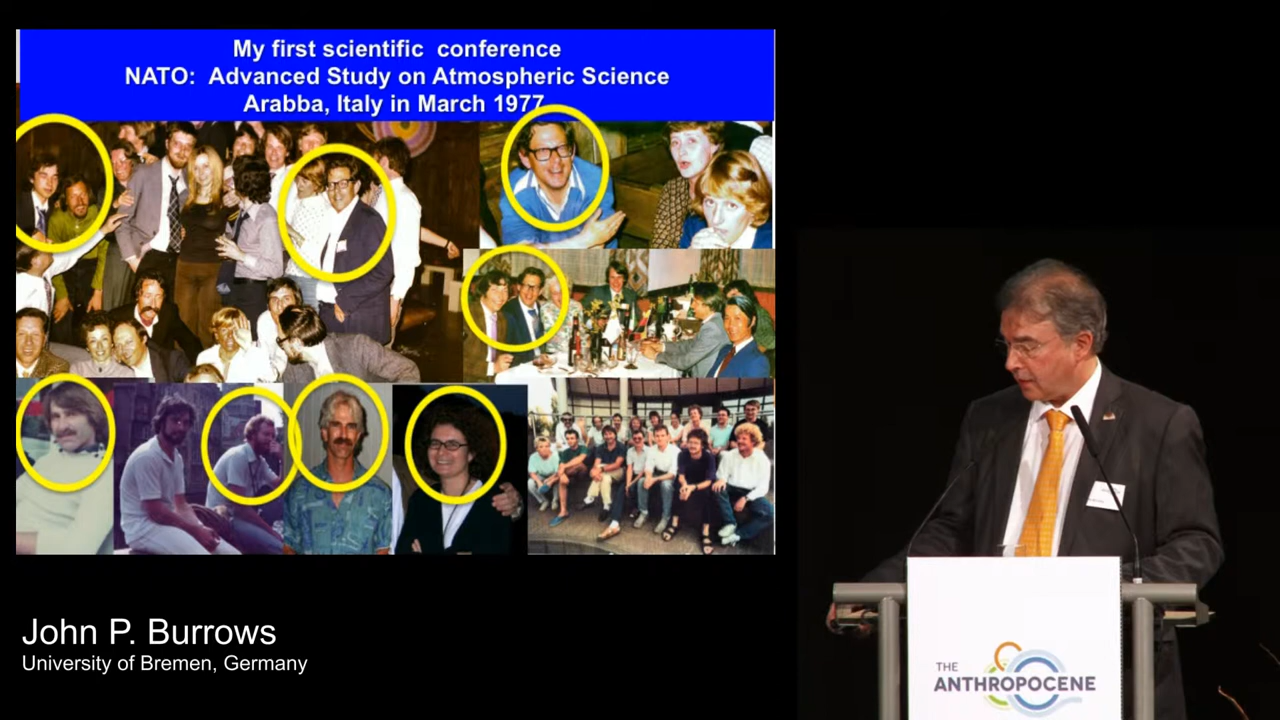 My first scientific conference
NATO: Advanced Study on Atmospheric Science
Arabba, Italy in March 1977
John P. Burrows
University of Bremen, Germany
THE
ANTHROPOCENE